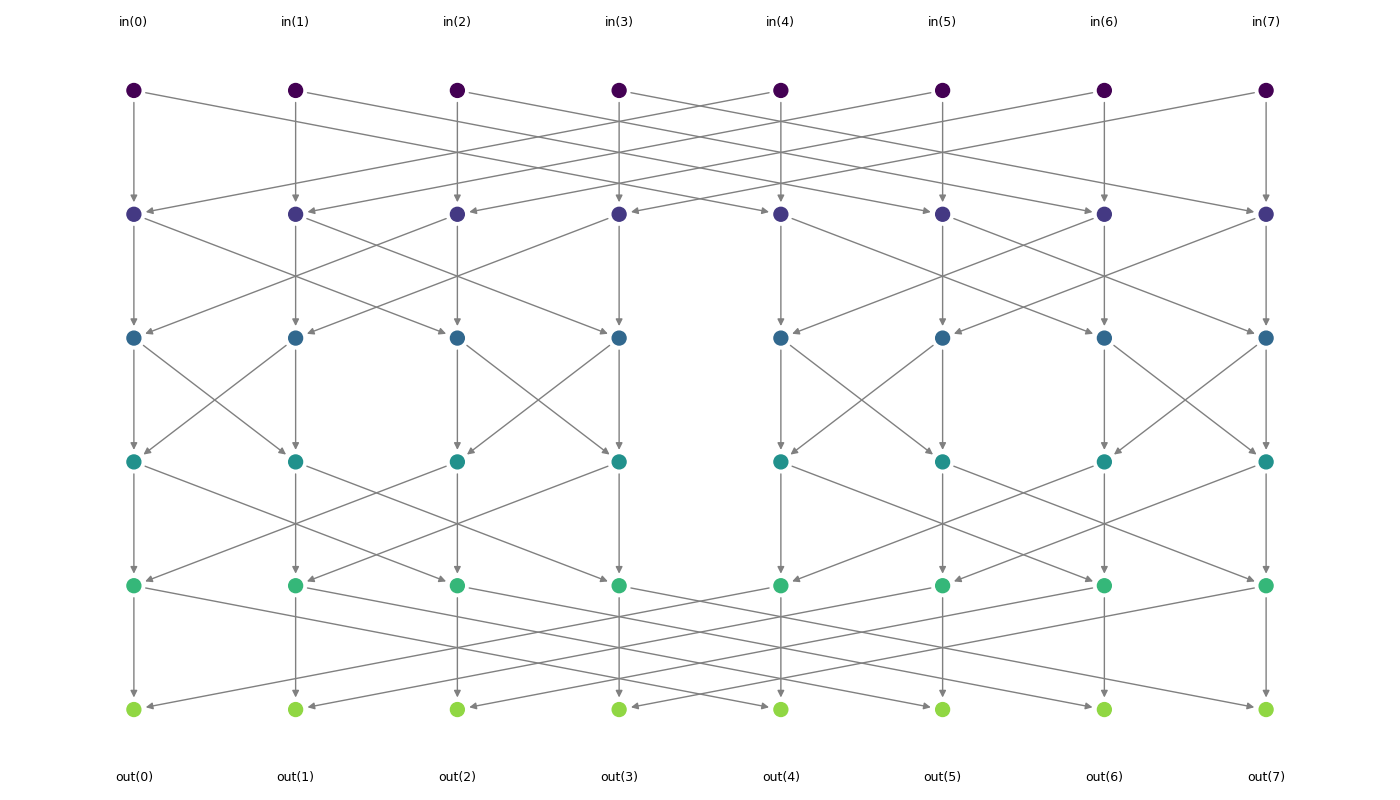 in(0) in(1) in(2) in(3) in(4) in(5) in(6) in(7)
out(0) out(1) out(2) out(3) out(4) out(5) out(6) out(7)